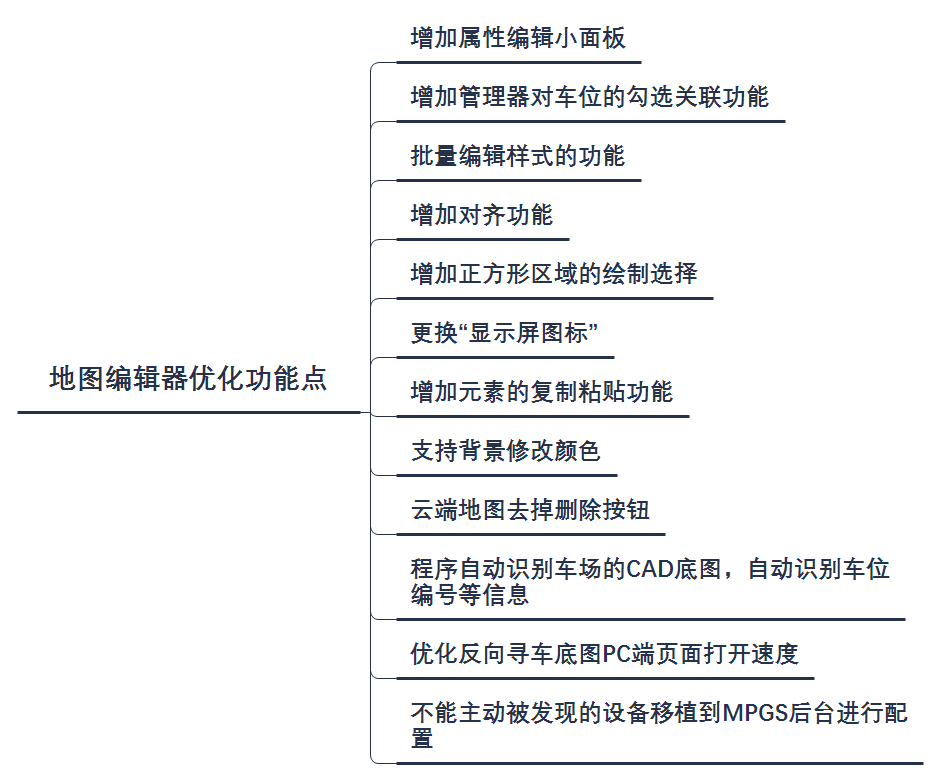 增加属性编辑小面板
增加管理器对车位的勾选关联功能
批量编辑样式的功能
增加对齐功能
增加正方形区域的绘制选择
更换“显示屏图标”
地图编辑器优化功能点
增加元素的复制粘贴功能
支持背景修改颜色
云端地图去掉删除按钮
程序自动识别车场的CAD底图，自动识别车位
编号等信息
优化反向寻车底图PC端页面打开速度
不能主动被发现的设备移植到MPGS后台进行配
置